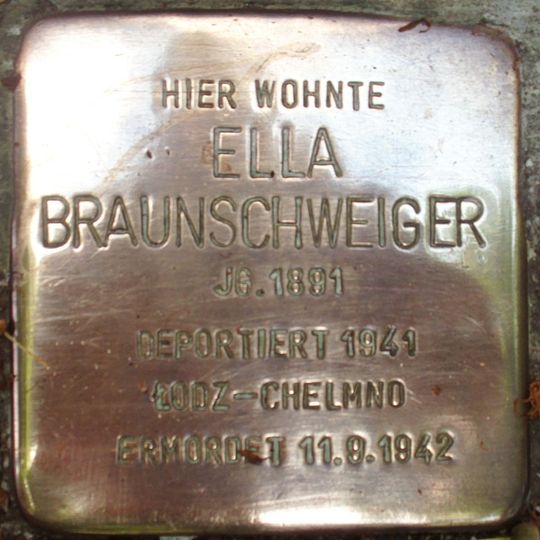 HIER WOHNTE
ELLA
BRAUNSCHWEIGER
JG. 1891
DEPORTIERT 1941
ŁODZ-CHELMNO
ERMORDET 11.9.1942